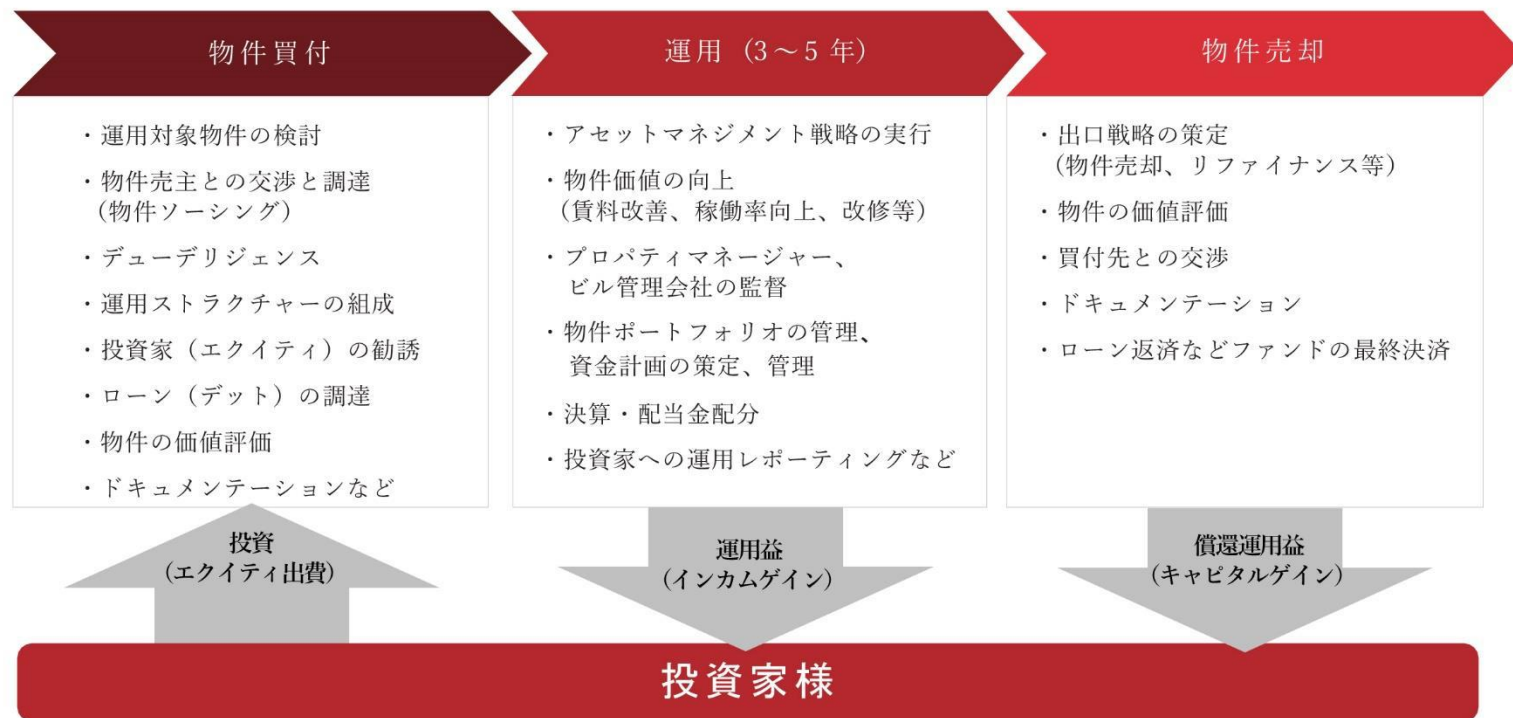 物件買付
・運用対象物件の検討
・物件売主との交渉と調達
（物件ソーシング）
・デューデリジェンス
・運用ストラクチャーの組成
・投資家（エクイティ）の勧誘
・ローン（デット）の調達
・物件の価値評価
・ドキュメンテーションなど
運用（3～5 年）
・アセットマネジメント戦略の実行
・物件価値の向上
（賃料改善、稼働率向上、改修等）
・プロパティマネージャー、
ビル管理会社の監督
・物件ポートフォリオの管理、
資金計画の策定、管理
・決算・配当金配分
・投資家への運用レポーティングなど
物件売却
・出口戦略の策定
（物件売却、リファイナンス等）
・物件の価値評価
・買付先との交渉
・ドキュメンテーション
・ローン返済などファンドの最終決済
投資
（エクイティ出費）
運用益
（インカムゲイン）
償還運用益
（キャピタルゲイン）
投資家様